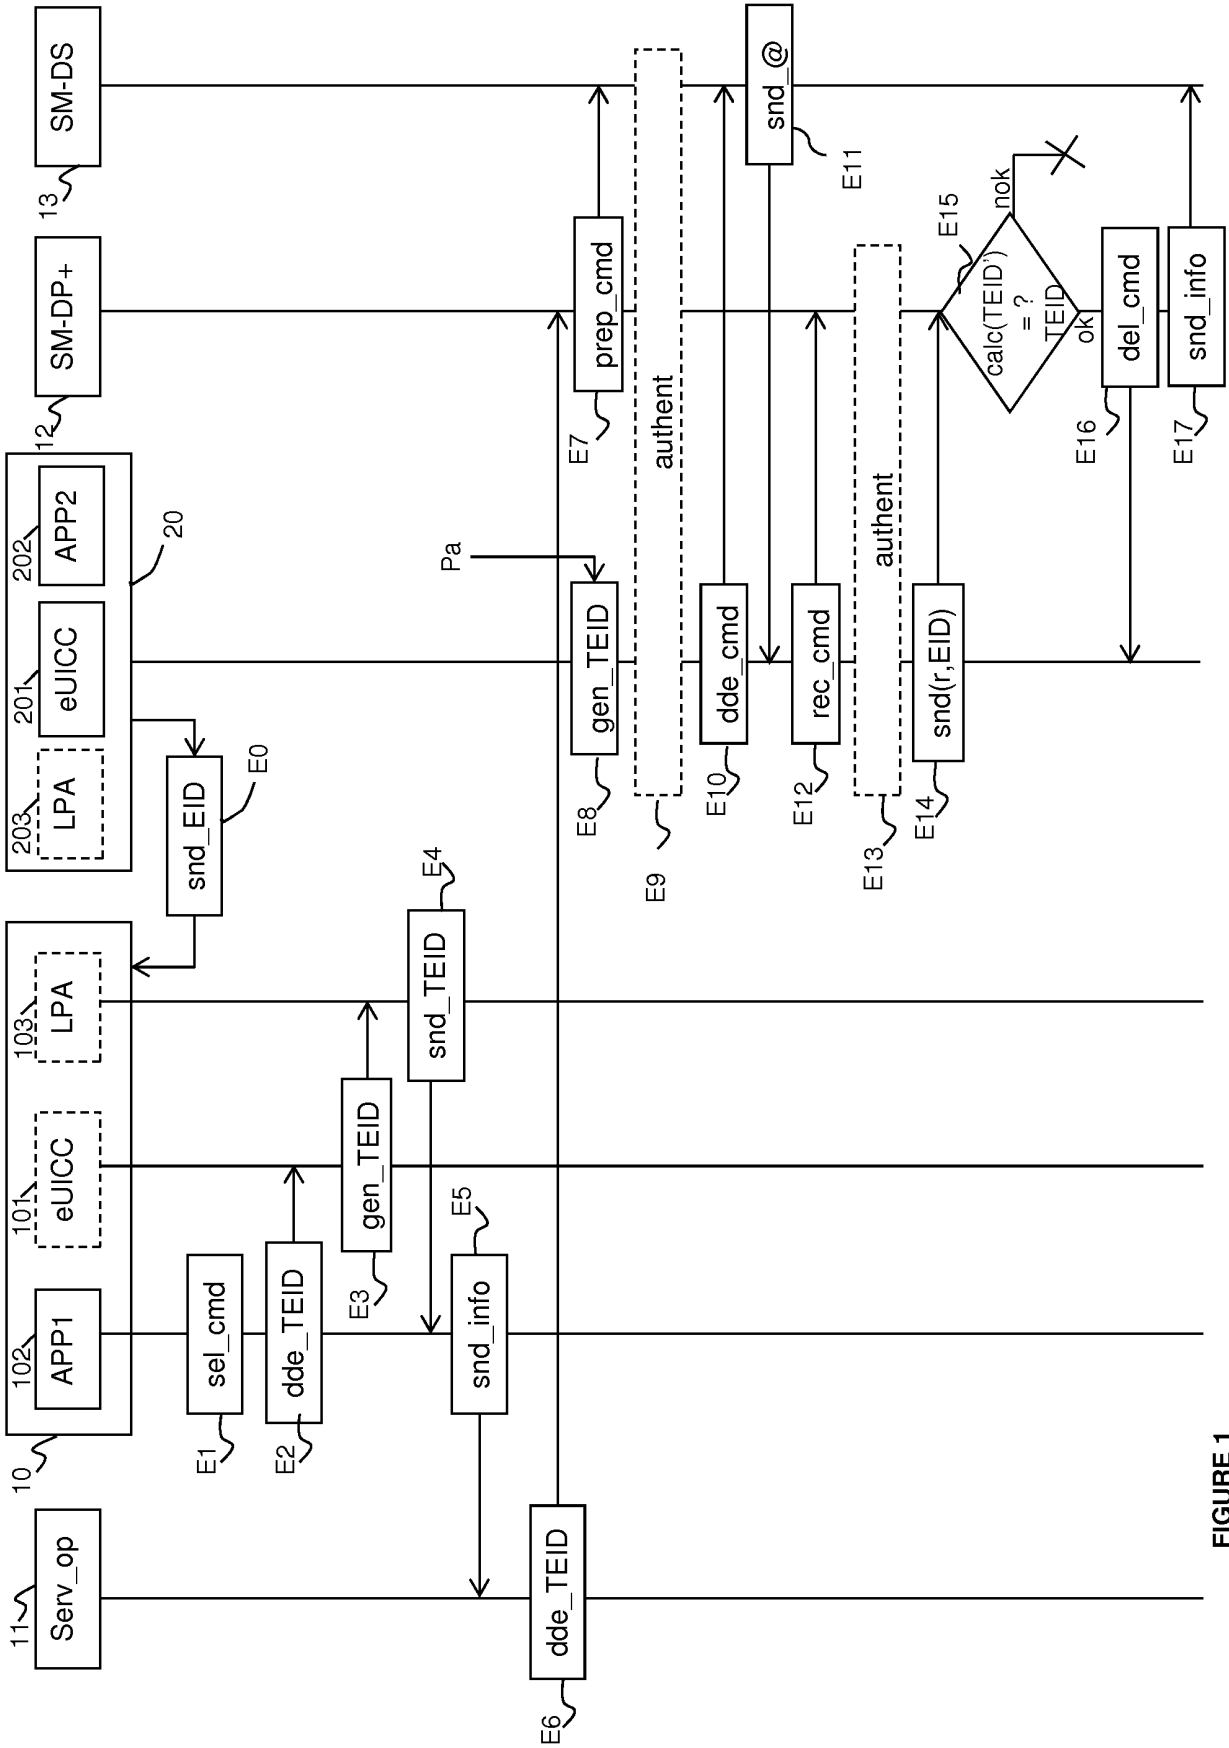 11
Serv_op
10
102
APP1
101
eUICC
103
LPA
203
LPA
201
eUICC
202
APP2
20
12
SM-DP+
13
SM-DS
snd_EID
E0
E1
sel_cmd
E2
dde_TEID
E3
gen_TEID
snd_TEID
E4
snd_info
E5
E6
dde_TEID
E7
prep_cmd
Pa
E8
gen_TEID
E9
authent
E10
dde_cmd
snd_@
E11
E12
rec_cmd
E13
authent
E14
snd(r,EID)
E15
calc(TEID')
= ?
TEID
nok
ok
E16
del_cmd
E17
snd_info
FIGURE 1